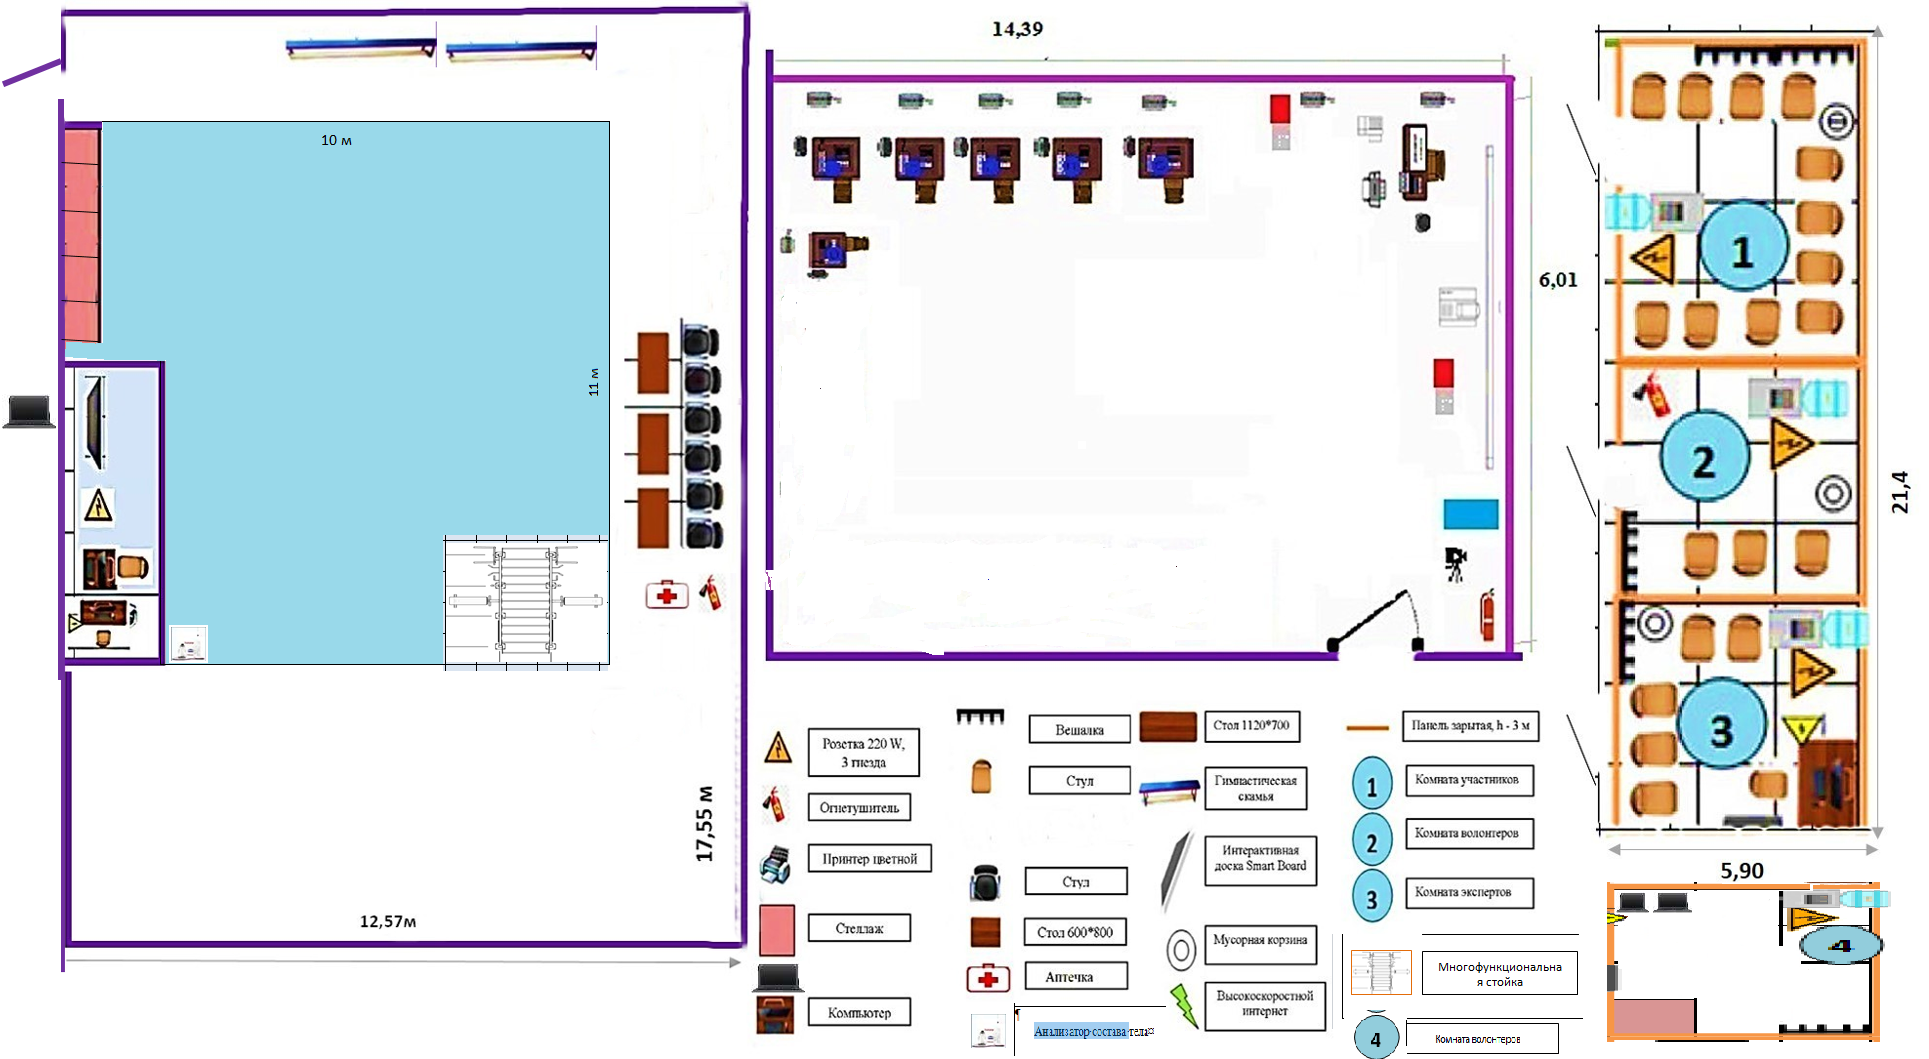 14,39
10 м
11 м
6,01
1
2
3
21,4
5,90
17,55 м
12,57м
4
Розетка 220 W,
3 гнезда
Огнетушитель
Принтер цветной
Стеллаж
Компьютер
Вешалка
Стул
Стул
Стол 600*800
Аптечка
Анализатор·состава·тела¤
Стол 1120*700
Гимнастическая
скамья
Интерактивная
доска Smart Board
Мусорная корзина
Высокоскоростной
интернет
Панель зарытая, h - 3 м
1
Комната участников
2
Комната волонтеров
3
Комната экспертов
Многофункциональна
я стойка
4
Комната волонтеров